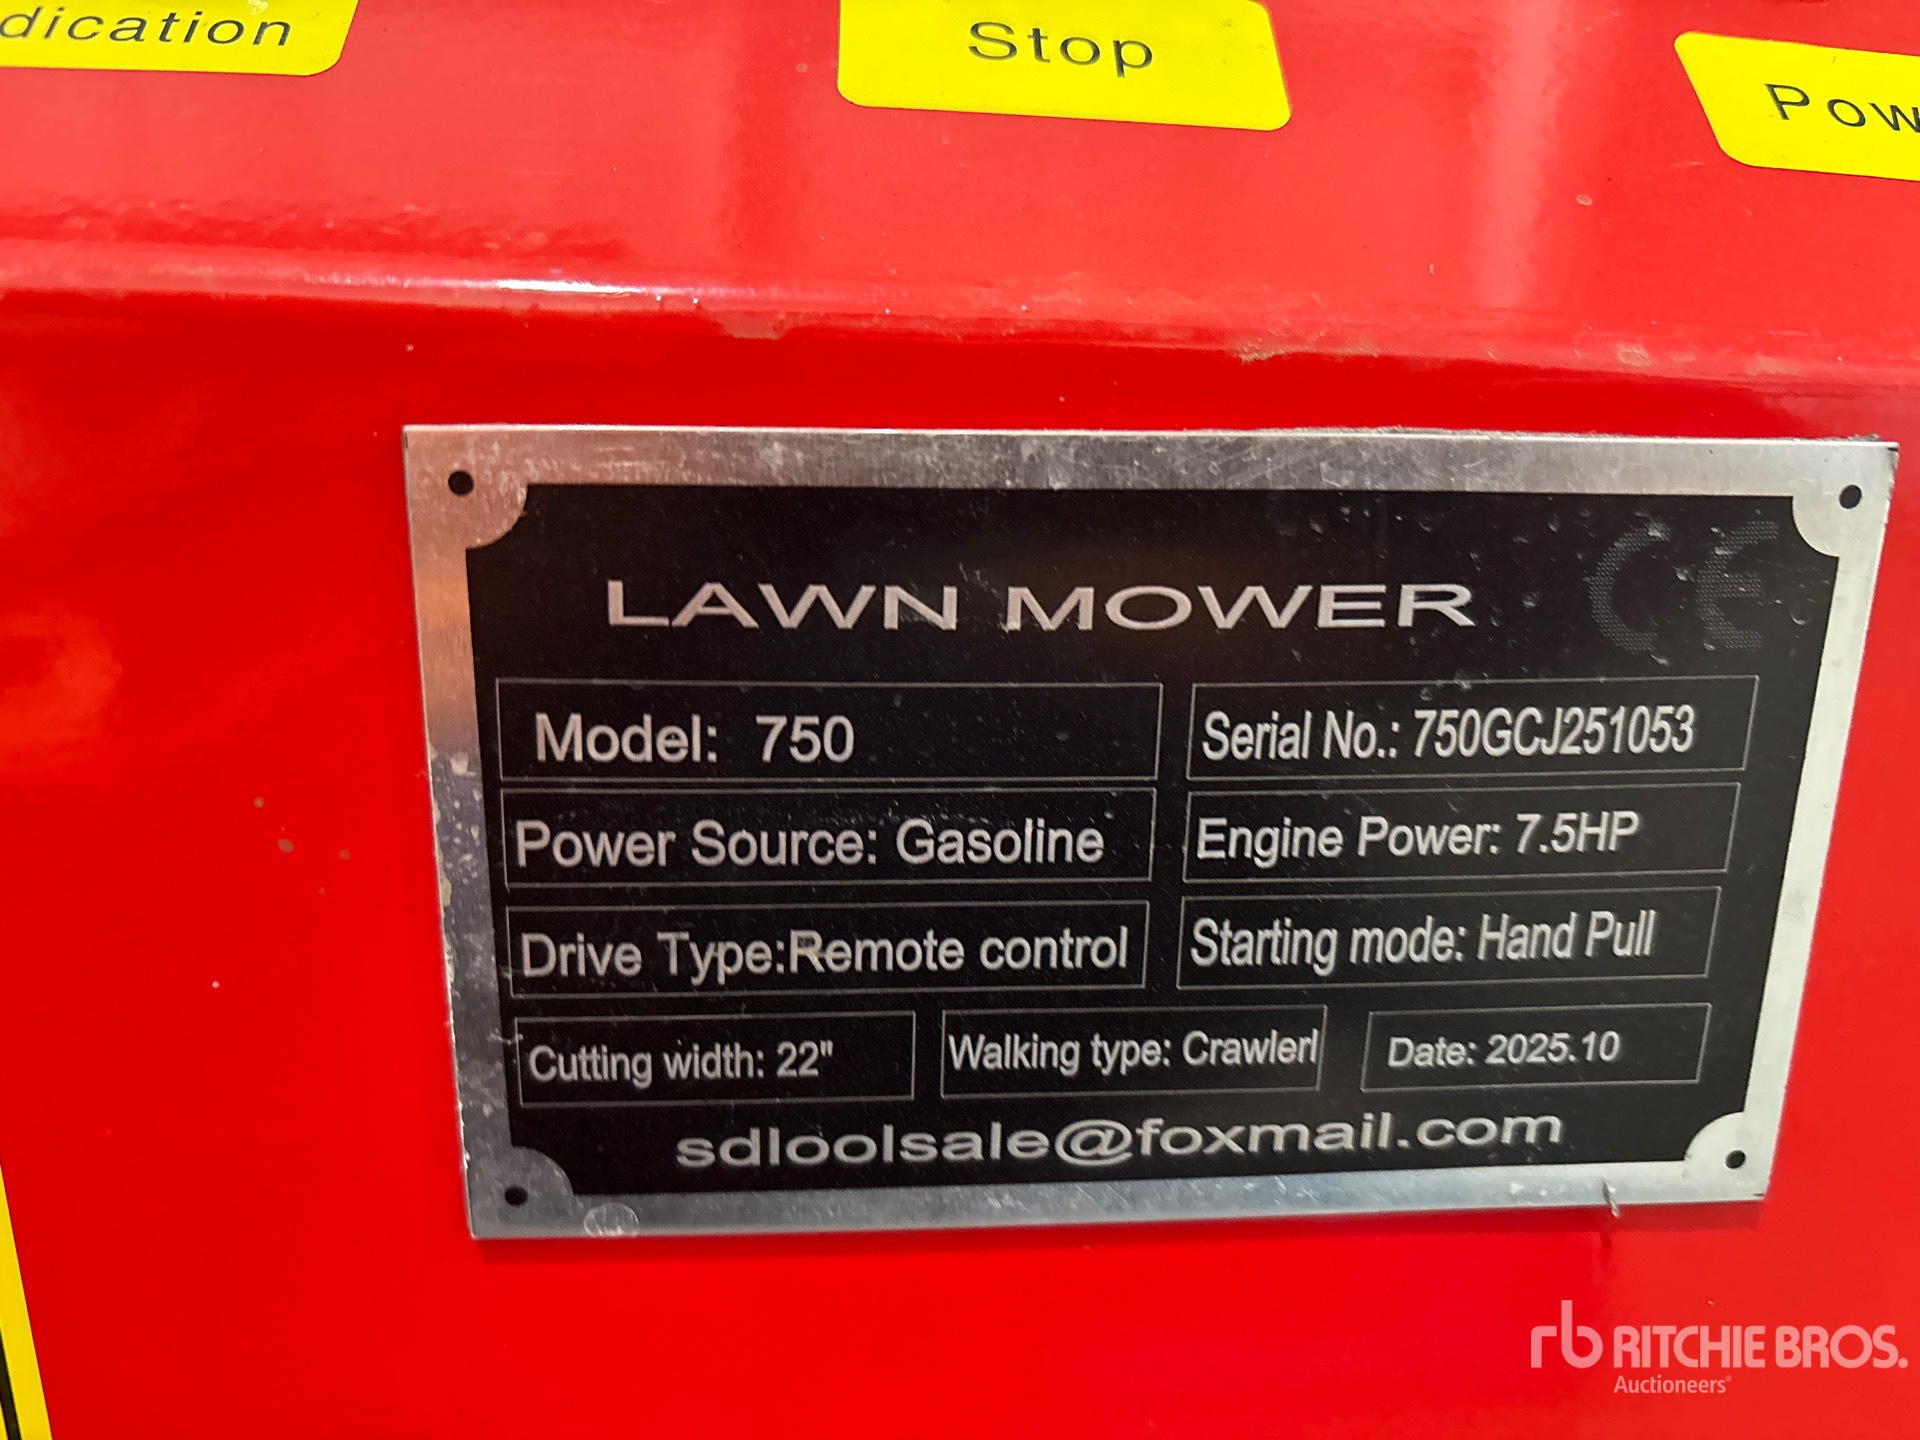 dication
Stop
Pow
LAWN MOWER CE
Model: 750
Serial No.: 750GCJ251053
Power Source: Gasoline
Engine Power: 7.5HP
Drive Type:Remote control
Starting mode: Hand Pull
Cutting width: 22"
Walking type: Crawlerl
Date: 2025.10
sdloolsale@foxmail.com
rb RITCHIE BROS.
Auctioneers